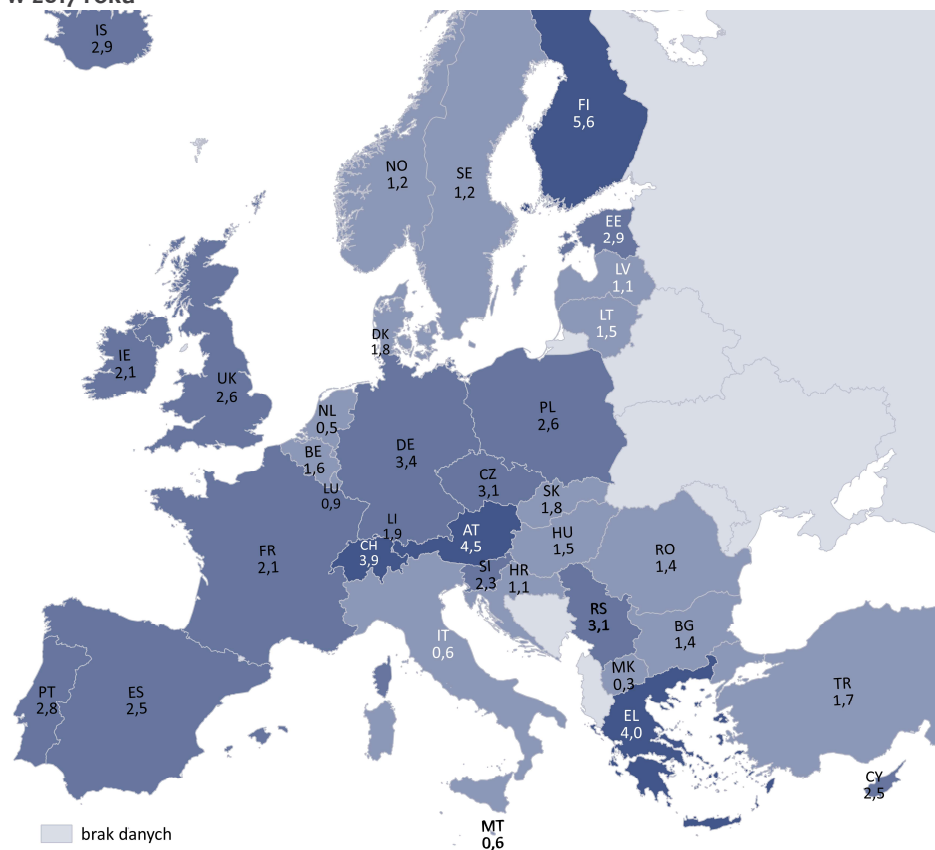 w 2017 roku
IS
2,9
FI
5,6
NO
1,2
SE
1,2
EE
2,9
LV
1,1
LT
1,5
DK
1,8
IE
2,1
UK
2,6
NL
0,5
PL
2,6
DE
3,4
BE
1,6
CZ
3,1
LU
0,9
SK
1,8
LI
1,9
AT
4,5
HU
1,5
CH
3,9
FR
2,1
RO
1,4
SI
2,3
HR
1,1
RS
3,1
BG
1,4
IT
0,6
MK
0,3
PT
2,8
ES
2,5
TR
1,7
EL
4,0
CY
2,5
MT
0,6
brak danych